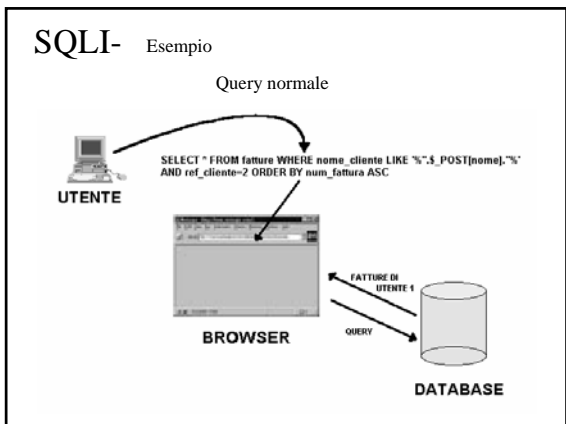 SQLI- Esempio
Query normale
SELECT * FROM fatture WHERE nome_cliente LIKE '%".$_POST[nome]."%'
AND ref_cliente=2 ORDER BY num_fattura ASC
UTENTE
FATTURE DI
UTENTE 1
BROWSER
QUERY
DATABASE